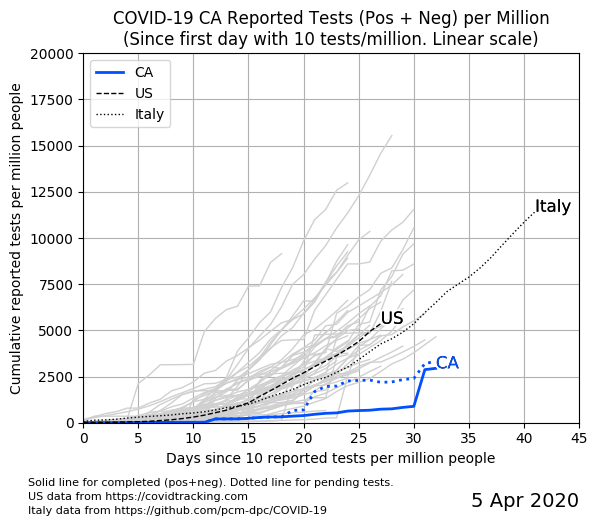 COVID-19 CA Reported Tests (Pos + Neg) per Million
(Since first day with 10 tests/million. Linear scale)
Cumulative reported tests per million people
20000
17500
15000
12500
10000
7500
5000
2500
0
CA
US
Italy
Italy
US
CA
0 5 10 15 20 25 30 35 40 45
Days since 10 reported tests per million people
Solid line for completed (pos+neg). Dotted line for pending tests.
US data from https://covidtracking.com
Italy data from https://github.com/pcm-dpc/COVID-19
5 Apr 2020